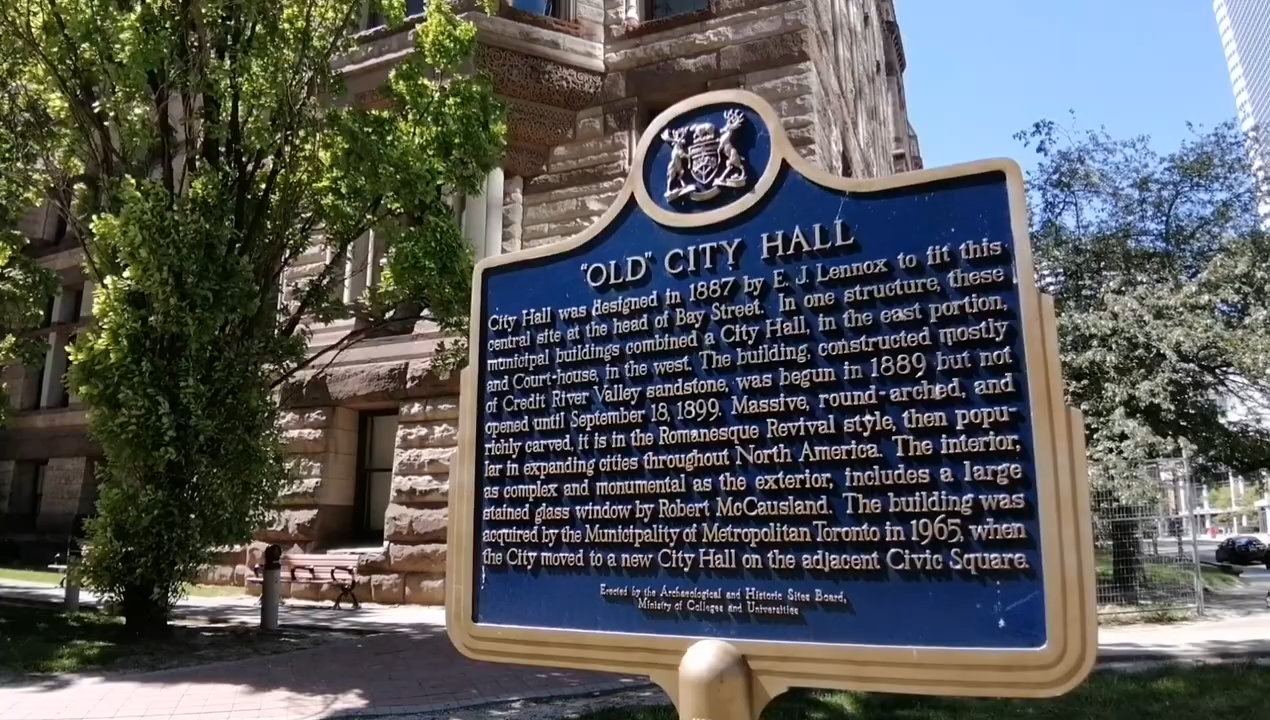 "OLD" CITY HALL
City Hall was designed in 1887 by E. J. Lennox to fit this
central site at the head of Bay Street. In one structure, these
municipal buildings combined a City Hall, in the east portion,
and Court-house, in the west. The building, constructed mostly
of Credit River Valley sandstone, was begun in 1889 but not
opened until September 18, 1899. Massive, round-arched, and
richly carved, it is in the Romanesque Revival style, then popu-
lar in expanding cities throughout North America. The interior,
as complex and monumental as the exterior, includes a large
stained glass window by Robert McCausland. The building was
acquired by the Municipality of Metropolitan Toronto in 1965, when
the City moved to a new City Hall on the adjacent Civic Square.
Erected by the Archaeological and Historic Sites Board,
Ministry of Colleges and Universities